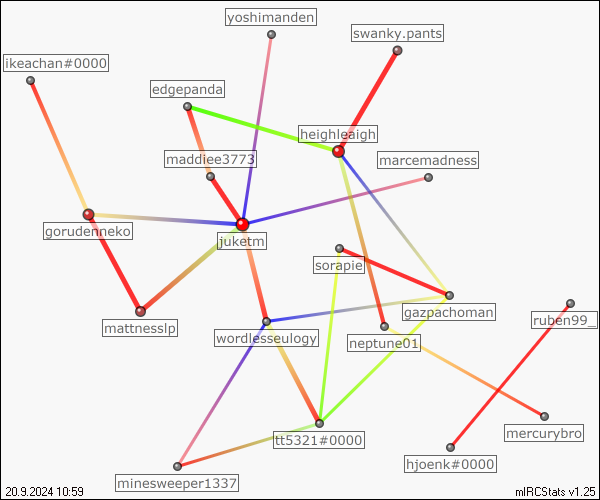 yoshimanden
swanky.pants
ikeachan#0000
edgepanda
heighleaigh
maddiee3773
marcemadness
gorudenneko
juketm
sorapie
gazpachoman
ruben99_
mattnesslp
wordlesseulogy
neptune01
mercurybro
tt5321#0000
hjoenk#0000
minesweeper1337
20.9.2024 10:59
mIRCStats v1.25